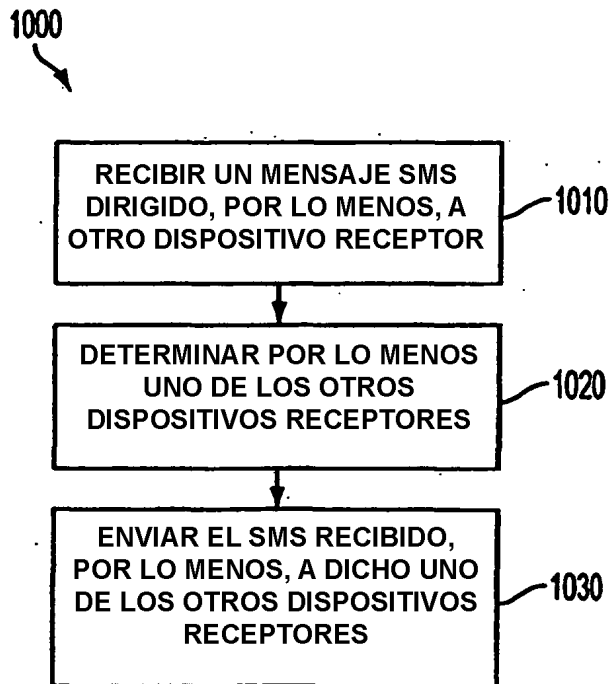 1000
RECIBIR UN MENSAJE SMS
DIRIGIDO, POR LO MENOS, A
OTRO DISPOSITIVO RECEPTOR
1010
DETERMINAR POR LO MENOS
UNO DE LOS OTROS
DISPOSITIVOS RECEPTORES
1020
ENVIAR EL SMS RECIBIDO,
POR LO MENOS, A DICHO UNO
DE LOS OTROS DISPOSITIVOS
RECEPTORES
1030